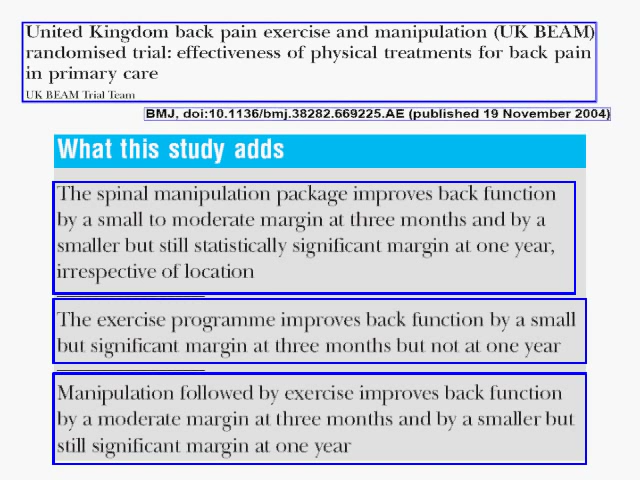 United Kingdom back pain exercise and manipulation (UK BEAM)
randomised trial: effectiveness of physical treatments for back pain
in primary care
UK BEAM Trial Team
BMJ, doi:10.1136/bmj.38282.669225.AE (published 19 November 2004)
What this study adds
The spinal manipulation package improves back function
by a small to moderate margin at three months and by a
smaller but still statistically significant margin at one year,
irrespective of location
The exercise programme improves back function by a small
but significant margin at three months but not at one year
Manipulation followed by exercise improves back function
by a moderate margin at three months and by a smaller but
still significant margin at one year